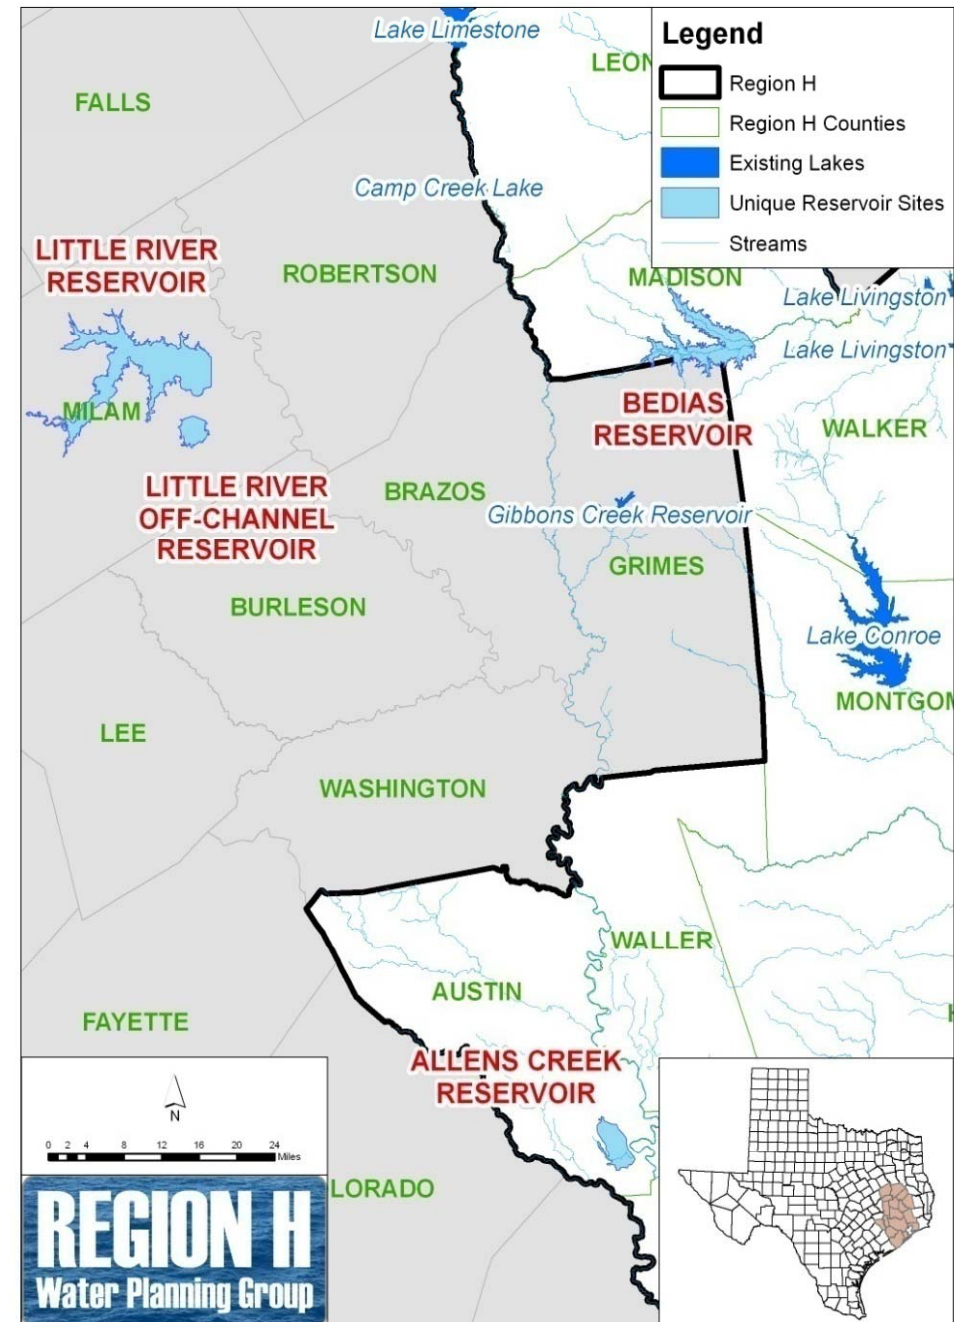 Lake Limestone
LEON
FALLS
Camp Creek Lake
LITTLE RIVER
RESERVOIR
ROBERTSON
MADISON
Lake Livingston
Lake Livingston
MILAM
BEDIAS
RESERVOIR
WALKER
LITTLE RIVER
OFF-CHANNEL
RESERVOIR
BRAZOS
Gibbons Creek Reservoir
GRIMES
BURLESON
Lake Conroe
MONTGOM
LEE
WASHINGTON
WALLER
AUSTIN
FAYETTE
H
ALLENS CREEK
RESERVOIR
LORADO
Legend
Region H
Region H Counties
Existing Lakes
Unique Reservoir Sites
Streams
N
0 2 4 8 12 16 20 24
Miles
REGION H
Water Planning Group